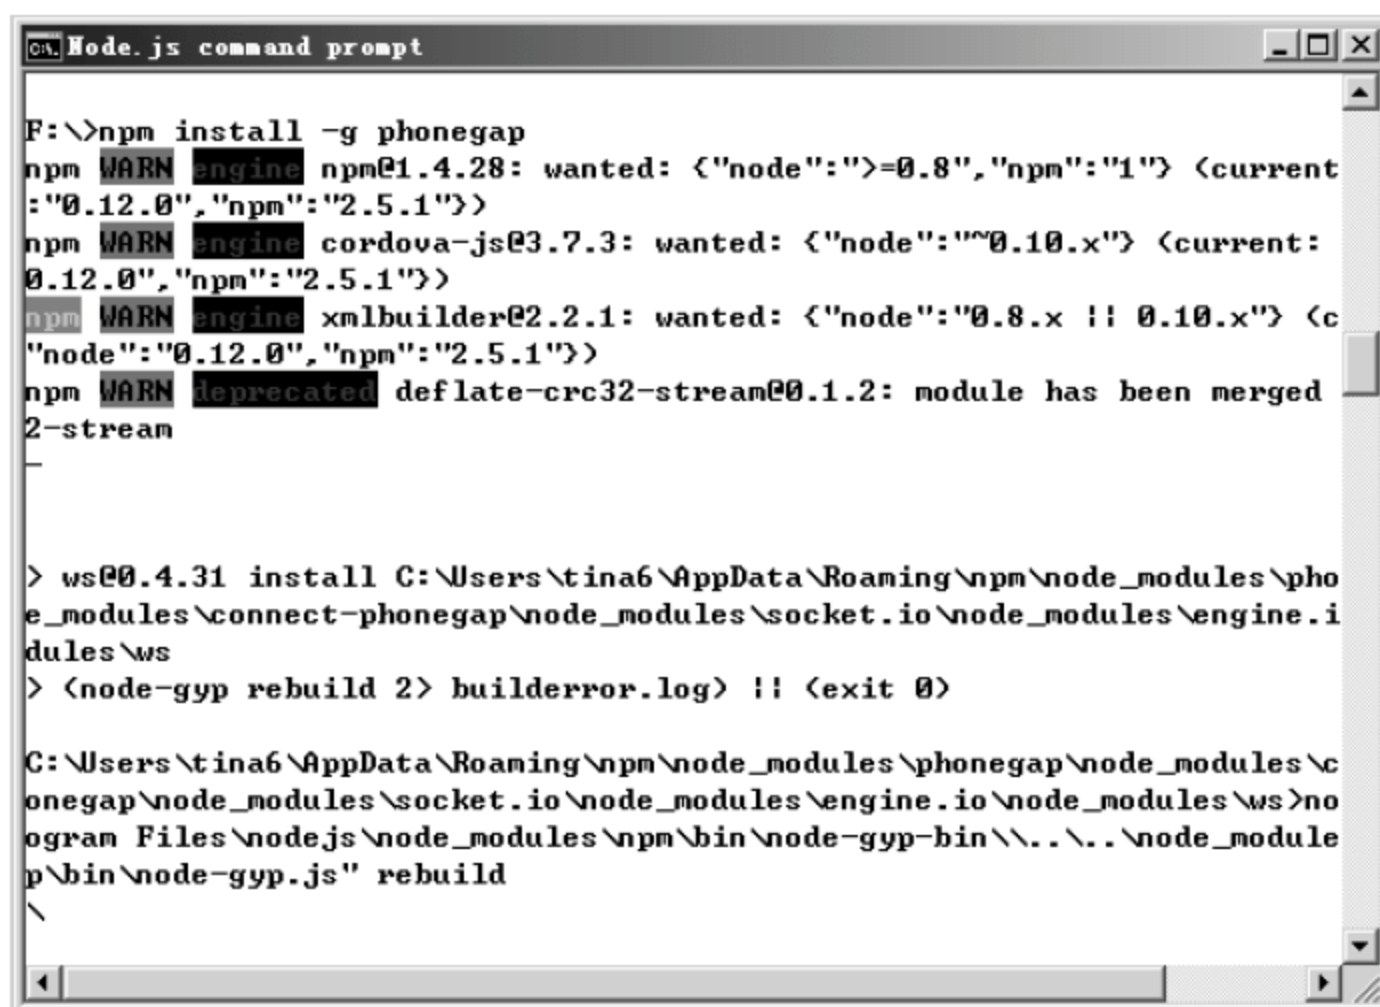 Node.js command prompt
F:\>npm install -g phonegap
npm WARN engine npm@1.4.28: wanted: {"node":">=0.8","npm":"1"} (current
:"0.12.0","npm":"2.5.1"})
npm WARN engine cordova-js@3.7.3: wanted: {"node":"~0.10.x"} (current:
0.12.0","npm":"2.5.1"})
npm WARN engine xmlbuilder@2.2.1: wanted: {"node":"0.8.x || 0.10.x"} (c
"node":"0.12.0","npm":"2.5.1"})
npm WARN deprecated deflate-crc32-stream@0.1.2: module has been merged
2-stream
_
> ws@0.4.31 install C:\Users\tina6\AppData\Roaming\npm\node_modules\pho
e_modules\connect-phonegap\node_modules\socket.io\node_modules\engine.i
dules\ws
> (node-gyp rebuild 2> builderror.log) || (exit 0)
C:\Users\tina6\AppData\Roaming\npm\node_modules\phonegap\node_modules\c
onegap\node_modules\socket.io\node_modules\engine.io\node_modules\ws>no
ogram Files\nodejs\node_modules\npm\bin\node-gyp-bin\\..\..\node_module
p\bin\node-gyp.js" rebuild
\